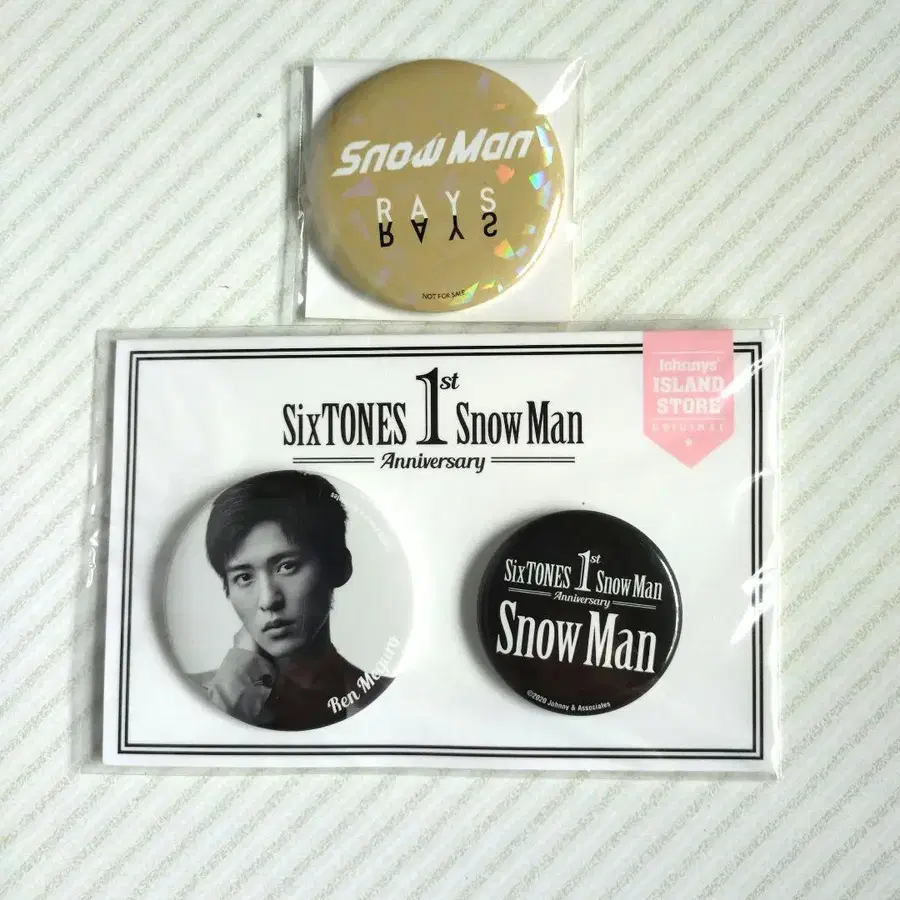 Snow Man
RAYS
RAYS
NOT FOR SALE
Johnnys'
ISLAND
STORE
ORIGINAL
1st
SixTONES Snow Man
Anniversary
Ren Meguro
1st
SixTONES Snow Man
Anniversary
Snow Man
©2020 Johnny & Associates